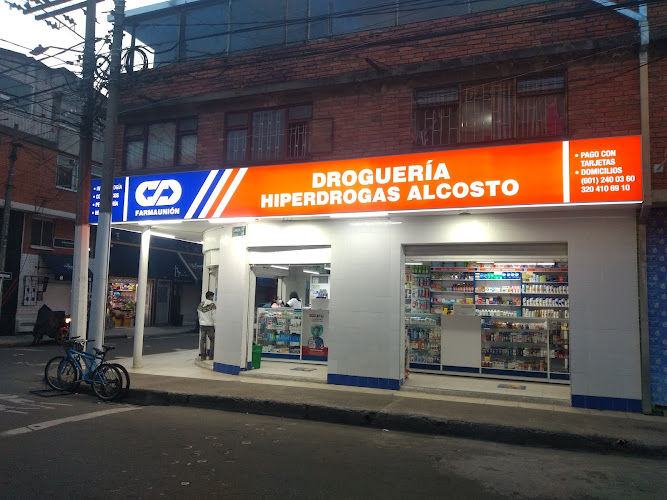 DROGUERÍA
HIPERDROGAS ALCOSTO
FARMAUNIÓN
• PAGO CON
TARJETAS
• DOMICILIOS
(601) 240 03 60
320 410 69 10